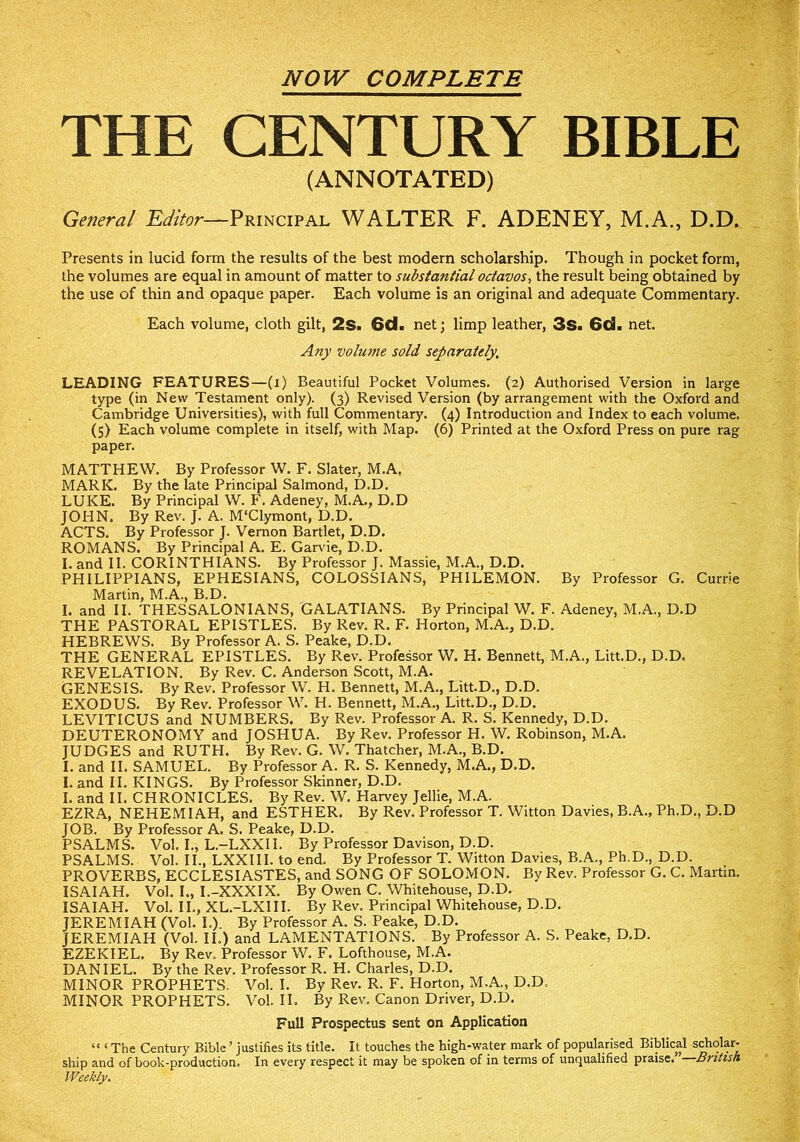 NOW COMPLETE
THE CENTURY BIBLE
(ANNOTATED)
General Editor—PRINCIPAL WALTER F. ADENEY, M.A., D.D.
Presents in lucid form the results of the best modern scholarship. Though in pocket form,
the volumes are equal in amount of matter to substantial octavos, the result being obtained by
the use of thin and opaque paper. Each volume is an original and adequate Commentary.
Each volume, cloth gilt, 2s. 6d. net; limp leather, 3s. 6d. net.
Any volume sold separately.
LEADING FEATURES—(1) Beautiful Pocket Volumes. (2) Authorised Version in large
type (in New Testament only). (3) Revised Version (by arrangement with the Oxford and
Cambridge Universities), with full Commentary. (4) Introduction and Index to each volume.
(5) Each volume complete in itself, with Map. (6) Printed at the Oxford Press on pure rag
paper.
MATTHEW. By Professor W. F. Slater, M.A,
MARK. By the late Principal Salmond, D.D.
LUKE. By Principal W. F. Adeney, M.A., D.D
JOHN. By Rev. J. A. M‘Clymont, D.D.
ACTS. By Professor J. Vernon Bartlet, D.D.
ROMANS. By Principal A. E. Garvie, D.D.
I. and II. CORINTHIANS. By Professor J. Massie, M.A., D.D.
PHILIPPIANS, EPHESIANS, COLOSSIANS, PHILEMON. By Professor G. Currie
Martin, M.A., B.D.
I. and II. THESSALONIANS, GALATIANS. By Principal W. F. Adeney, M.A., D.D
THE PASTORAL EPISTLES. By Rev. R. F. Horton, M.A., D.D.
HEBREWS. By Professor A. S. Peake, D.D.
THE GENERAL EPISTLES. By Rev. Professor W. H. Bennett, M.A., Litt.D., D.D.
REVELATION. By Rev. C. Anderson Scott, M.A.
GENESIS. By Rev. Professor W. H. Bennett, M.A., Litt.D., D.D.
EXODUS. By Rev. Professor W. H. Bennett, M.A., Litt.D., D.D.
LEVITICUS and NUMBERS. By Rev. Professor A. R. S. Kennedy, D.D.
DEUTERONOMY and JOSHUA. By Rev. Professor H. W. Robinson, M.A.
JUDGES and RUTH. By Rev. G. W. Thatcher, M.A., B.D.
I. and II. SAMUEL. By Professor A. R. S. Kennedy, M.A., D.D.
I. and II. KINGS. By Professor Skinner, D.D.
I. and II. CHRONICLES. By Rev. W. Harvey Jellie, M.A.
EZRA, NEHEMIAH, and ESTHER. By Rev. Professor T. Witton Davies, B.A., Ph.D., D.D
JOB. By Professor A. S. Peake, D.D.
PSALMS. Vol. I., L.-LXXII. By Professor Davison, D.D.
PSALMS. Vol. II., LXXIII. to end. By Professor T. Witton Davies, B.A., Ph.D., D.D.
PROVERBS, ECCLESIASTES, and SONG OF SOLOMON. By Rev. Professor G. C. Martin.
ISAIAH. Vol. I., I.-XXXIX. By Owen C. Whitehouse, D.D.
ISAIAH. Vol. II., XL.-LXIII. By Rev. Principal Whitehouse, D.D.
JEREMIAH (Vol. I.). By Professor A. S. Peake, D.D.
JEREMIAH (Vol. II.) and LAMENTATIONS. By Professor A. S. Peake, D.D.
EZEKIEL. By Rev. Professor W. F. Lofthouse, M.A.
DANIEL. By the Rev. Professor R. H. Charles, D.D.
MINOR PROPHETS. Vol. I. By Rev. R. F. Horton, M.A., D.D.
MINOR PROPHETS. Vol. II. By Rev. Canon Driver, D.D.
Full Prospectus sent on Application
“ ‘ The Century Bible ’ justifies its title. It touches the high-water mark of popularised Biblical scholar-
ship and of book-production. In every respect it may be spoken of in terms of unqualified praise.”—British
Weekly.